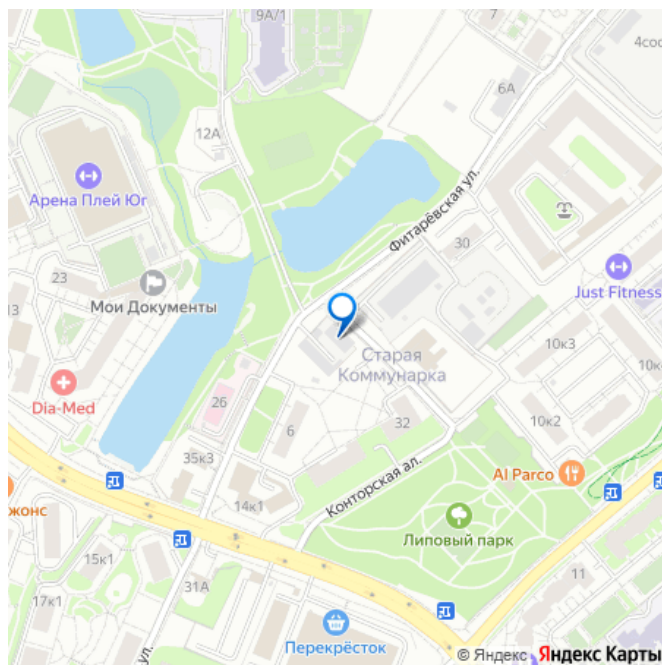 9А/1
7
4соо
6А
12А
Арена Плей Юг
Фитарёвская ул.
30
23
Мои Документы
Just Fitness
13
Старая
Коммунарка
10к3
Dia-Med
26
6
32
10к2
35к3
Al Parco
Конторская ал.
жонс
14к1
Липовый парк
15к1
31А
11
17к1
Перекрёсток
ул.
© Яндекс Яндекс Карты